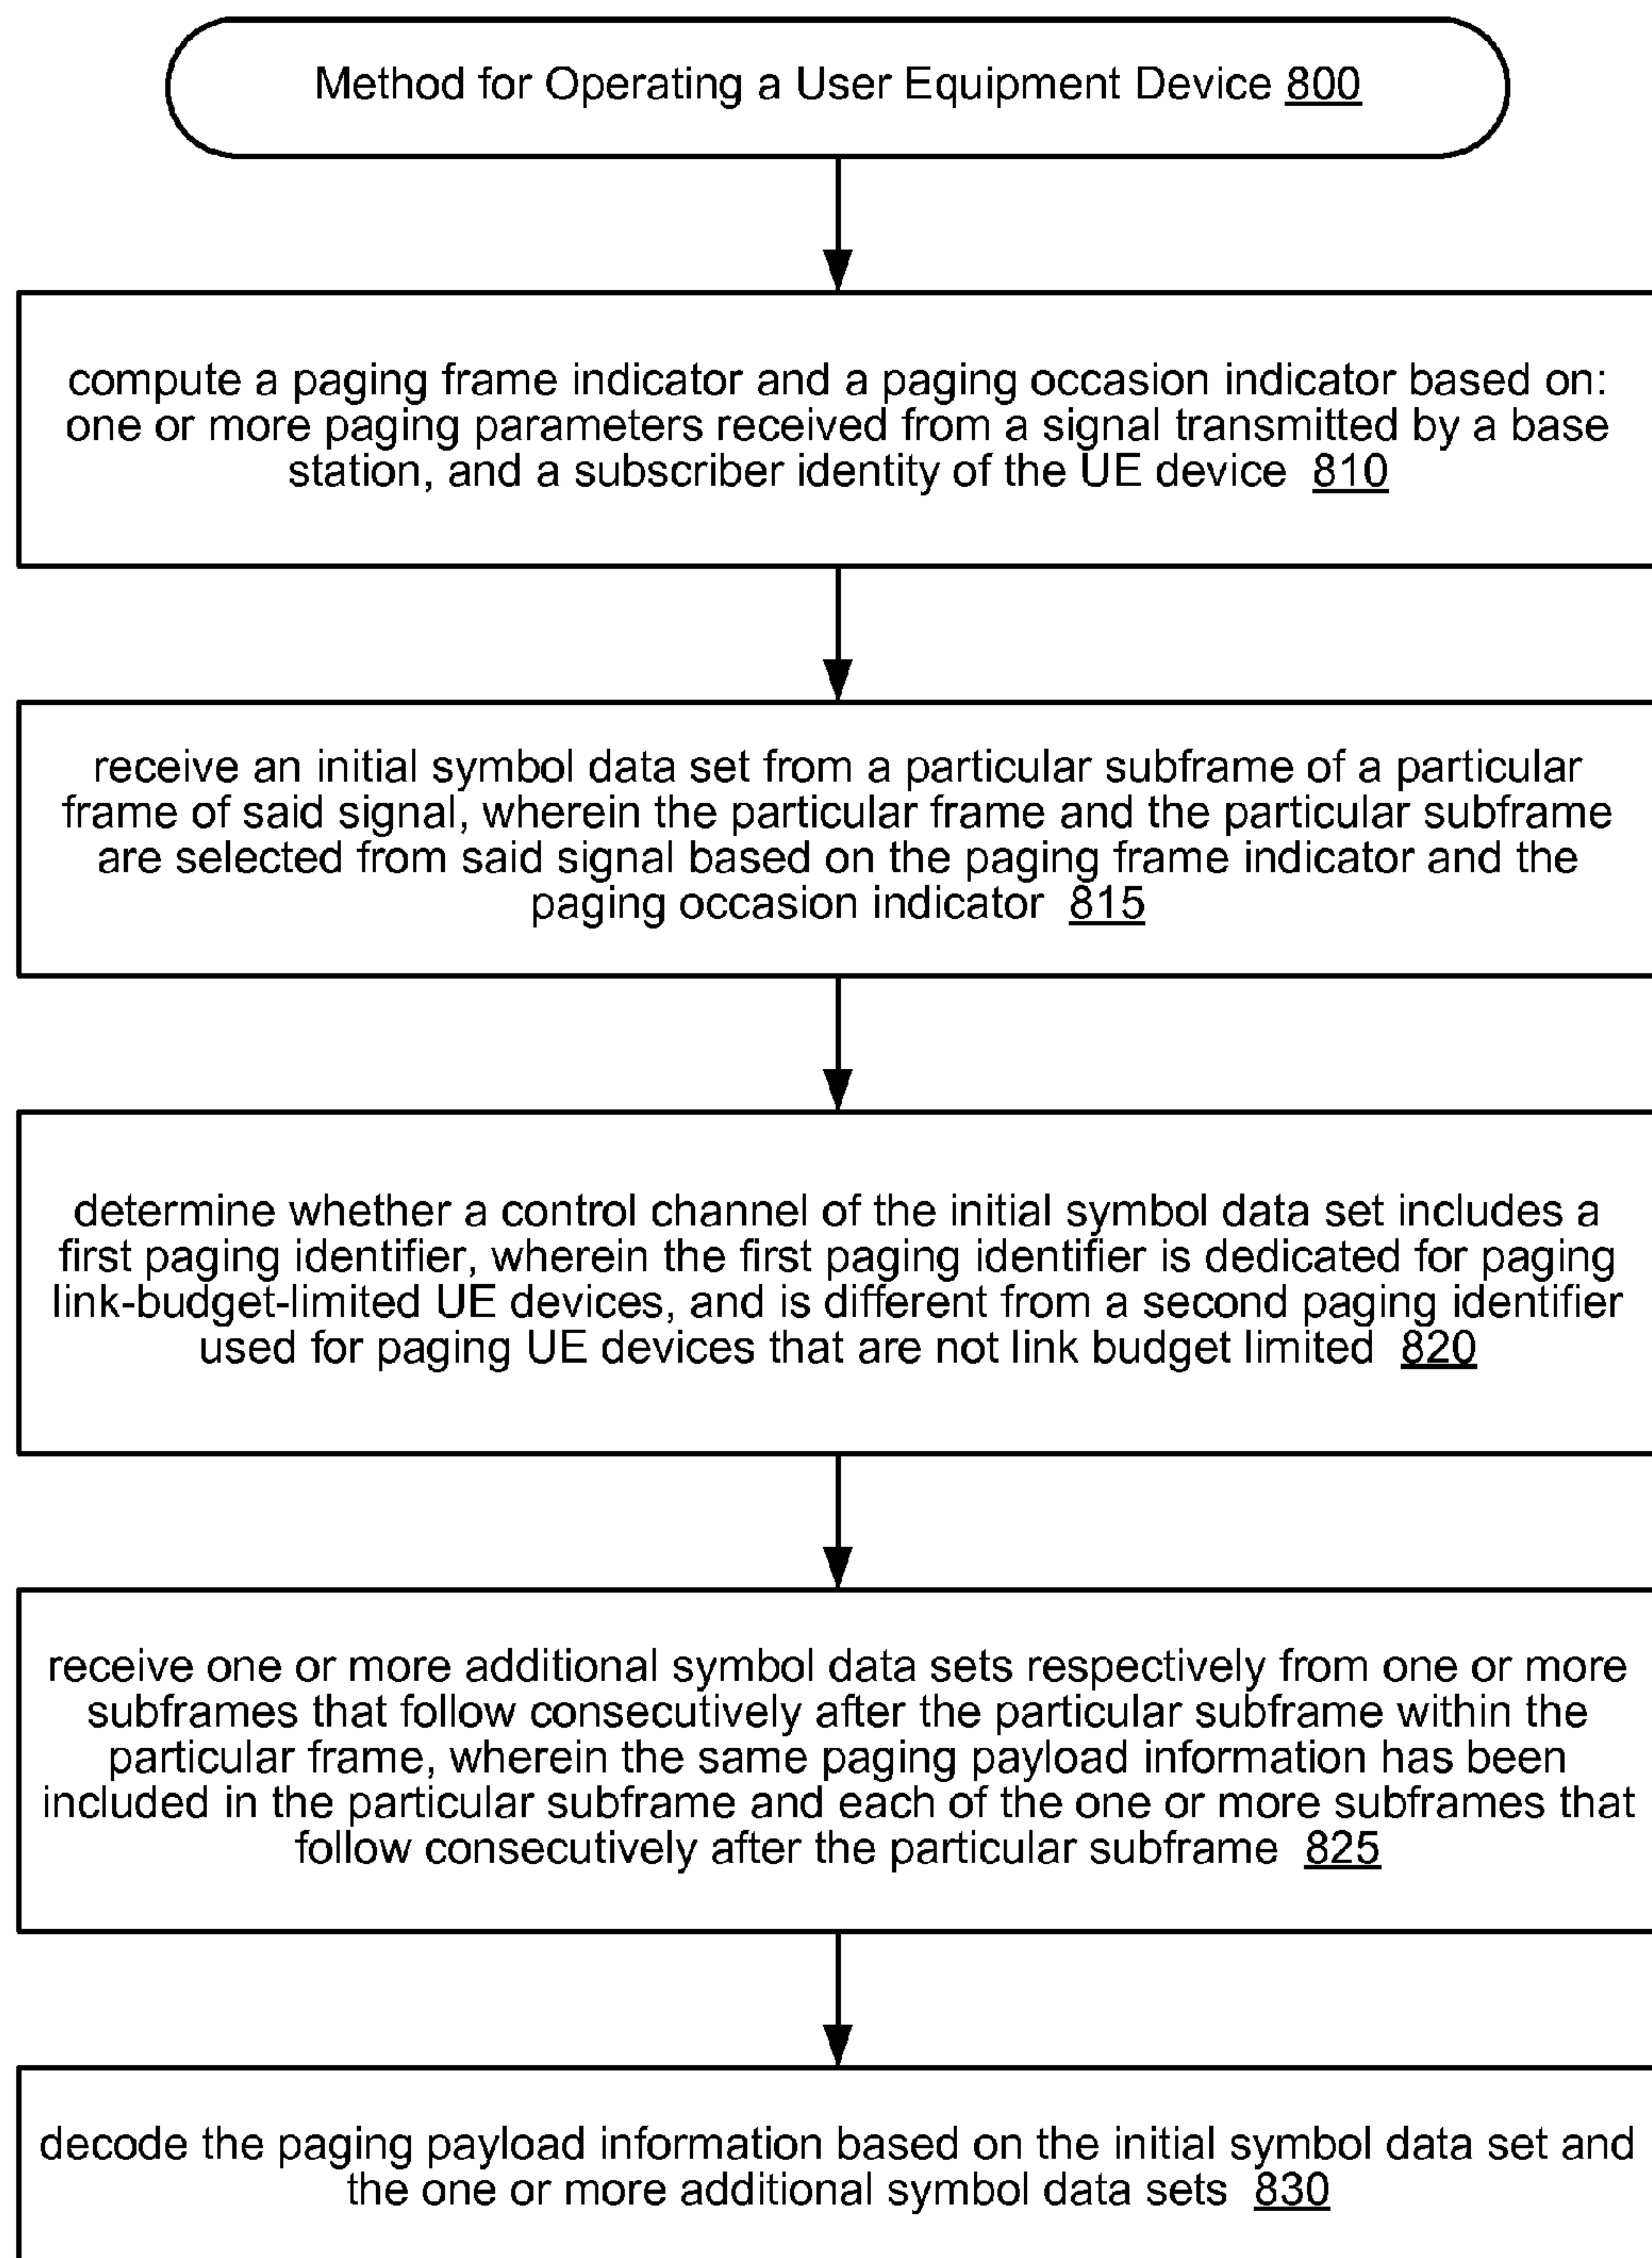 Method for Operating a User Equipment Device 800
compute a paging frame indicator and a paging occasion indicator based on:
one or more paging parameters received from a signal transmitted by a base
station, and a subscriber identity of the UE device 810
receive an initial symbol data set from a particular subframe of a particular
frame of said signal, wherein the particular frame and the particular subframe
are selected from said signal based on the paging frame indicator and the
paging occasion indicator 815
determine whether a control channel of the initial symbol data set includes a
first paging identifier, wherein the first paging identifier is dedicated for paging
link-budget-limited UE devices, and is different from a second paging identifier
used for paging UE devices that are not link budget limited 820
receive one or more additional symbol data sets respectively from one or more
subframes that follow consecutively after the particular subframe within the
particular frame, wherein the same paging payload information has been
included in the particular subframe and each of the one or more subframes that
follow consecutively after the particular subframe 825
decode the paging payload information based on the initial symbol data set and
the one or more additional symbol data sets 830